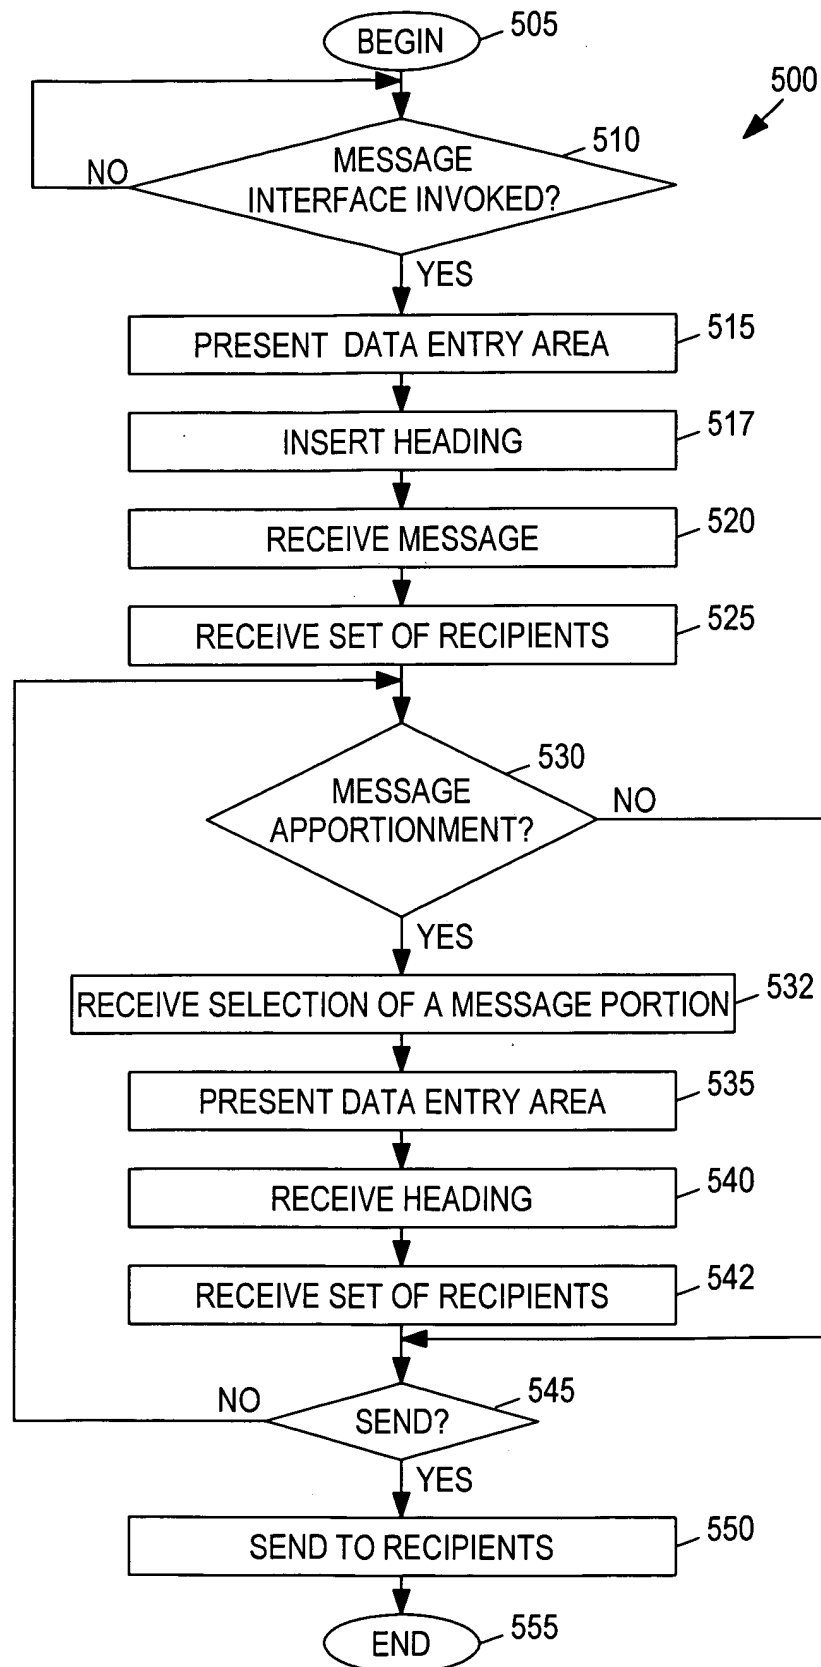 BEGIN
505
500
MESSAGE
INTERFACE INVOKED?
510
NO
YES
PRESENT DATA ENTRY AREA
515
INSERT HEADING
517
RECEIVE MESSAGE
520
RECEIVE SET OF RECIPIENTS
525
MESSAGE
APPORTIONMENT?
530
NO
YES
RECEIVE SELECTION OF A MESSAGE PORTION
532
PRESENT DATA ENTRY AREA
535
RECEIVE HEADING
540
RECEIVE SET OF RECIPIENTS
542
NO
SEND?
545
YES
SEND TO RECIPIENTS
550
END
555